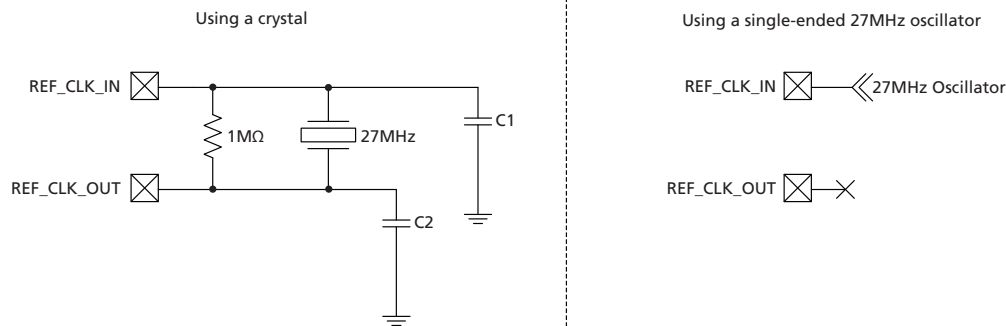 Using a crystal
REF_CLK_IN
1MΩ
27MHz
C1
REF_CLK_OUT
C2
Using a single-ended 27MHz oscillator
REF_CLK_IN
27MHz Oscillator
REF_CLK_OUT